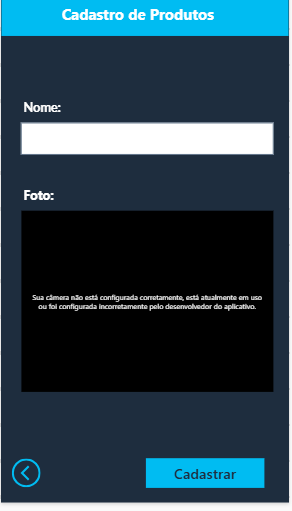 Cadastro de Produtos
Nome:
Foto:
Sua câmera não está configurada corretamente, está atualmente em uso
ou foi configurada incorretamente pelo desenvolvedor do aplicativo.
Cadastrar